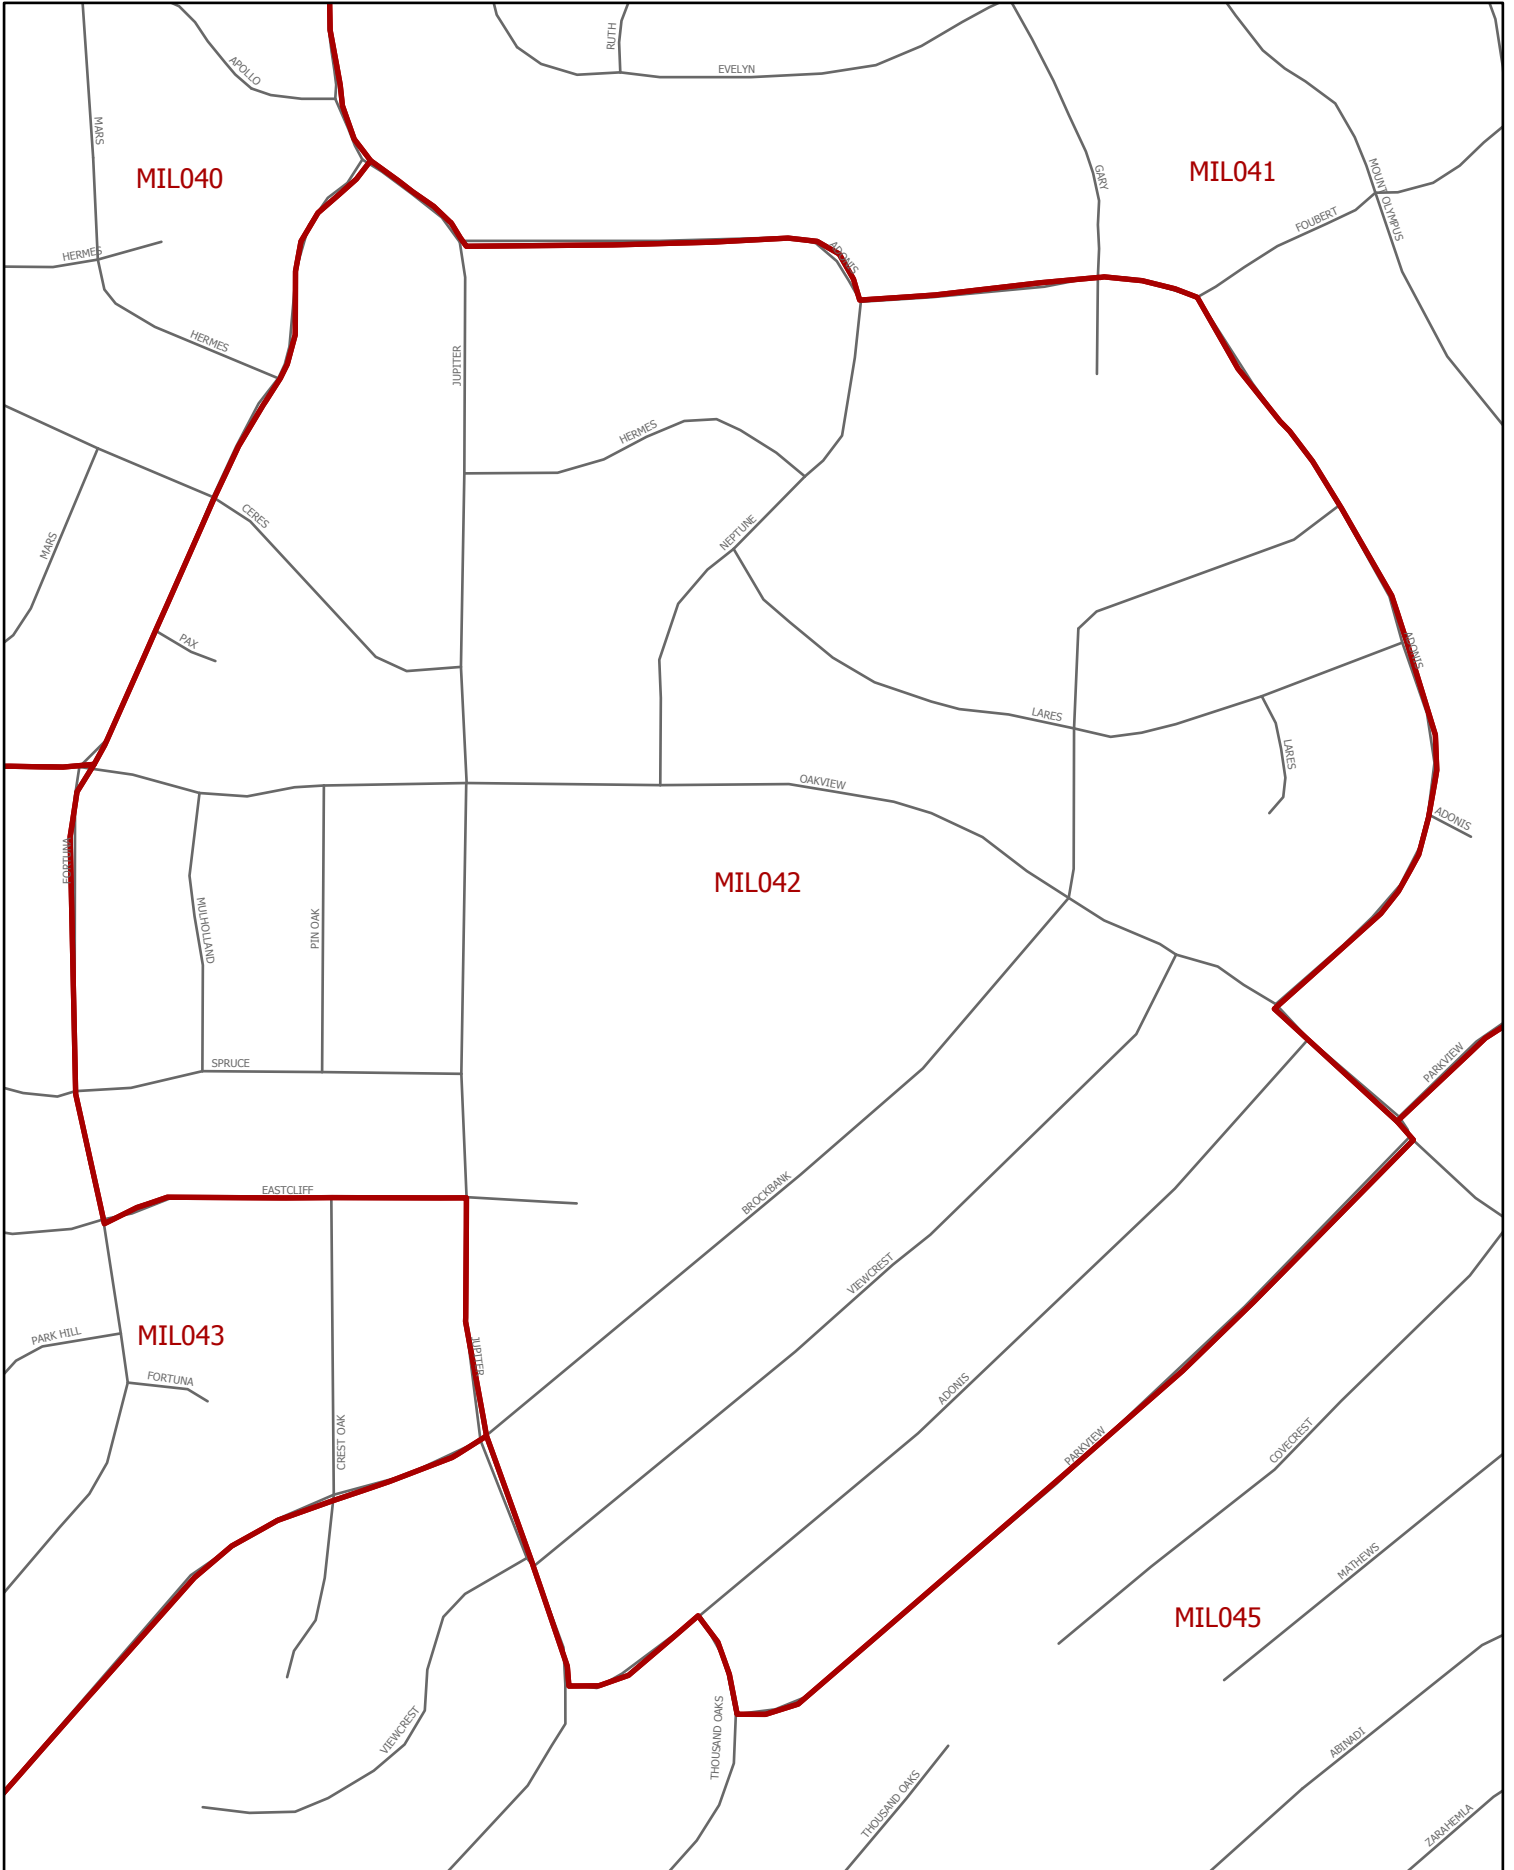 RUTH
EVELYN
APOLLO
MARS
MIL040
MIL041
GARY
MOUNT OLYMPUS
FOUBERT
HERMES
ADONIS
HERMES
JUPITER
HERMES
CERES
NEPTUNE
MARS
PAX
ADONIS
LARES
LARES
OAKVIEW
ADONIS
FORTUNA
MIL042
MULHOLLAND
PIN OAK
SPRUCE
PARKVIEW
EASTCLIFF
BROCKBANK
VIEWCREST
PARK HILL
MIL043
JUPITER
FORTUNA
ADONIS
CREST OAK
PARKVIEW
COVECREST
MATHEWS
MIL045
VIEWCREST
THOUSAND OAKS
ABINADI
THOUSAND OAKS
ZARAHEMLA